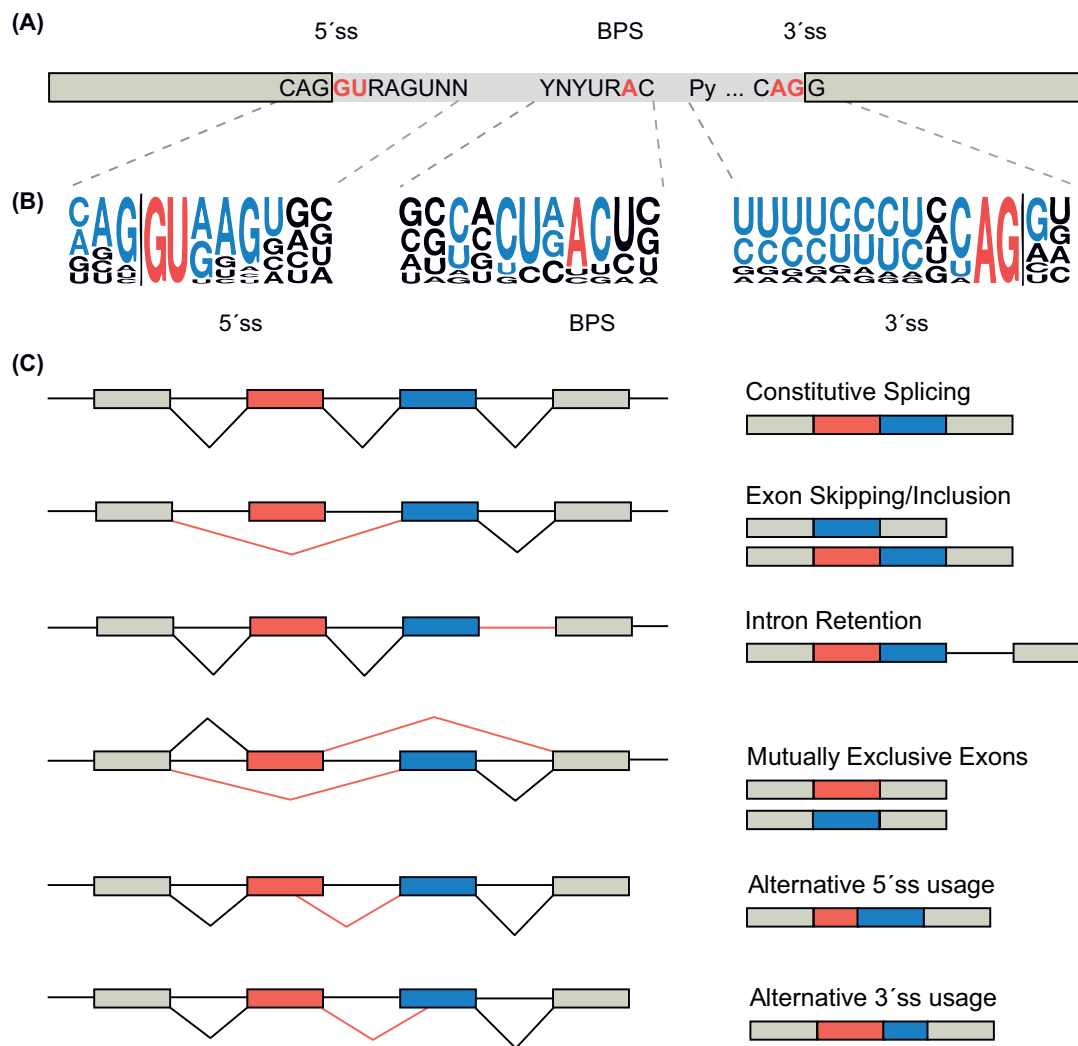 (A)
5´ss BPS 3´ss
CAGGURAGUNN YNYURAC Py ... CAGG
(B)
5´ss BPS 3´ss
(C)
Constitutive Splicing
Exon Skipping/Inclusion
Intron Retention
Mutually Exclusive Exons
Alternative 5´ss usage
Alternative 3´ss usage